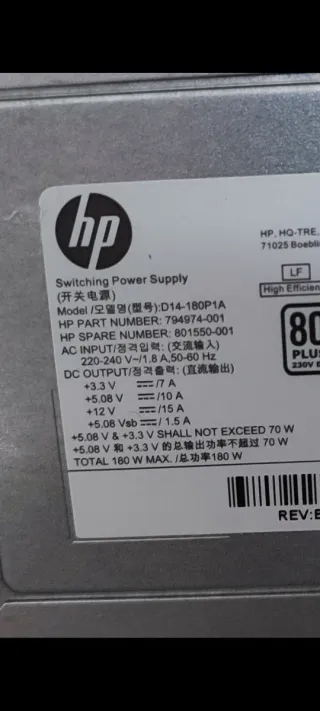 hp
HP, HQ-TRE,
71025 Boebli
Switching Power Supply
(开关电源)
Model /모델명(型号):D14-180P1A
HP PART NUMBER: 794974-001
HP SPARE NUMBER: 801550-001
AC INPUT/정격입력: (交流输入)
220-240 V~/1.8 A,50-60 Hz
DC OUTPUT/정격출력: (直流输出)
+3.3 V ⎓/7 A
+5.08 V ⎓/10 A
+12 V ⎓/15 A
+5.08 Vsb ⎓/ 1.5 A
+5.08 V & +3.3 V SHALL NOT EXCEED 70 W
+5.08 V 和 +3.3 V 的总输出功率不超过 70 W
TOTAL 180 W MAX. /总功率180 W
LF
High Efficien
80
PLUS
230V E
REV:E